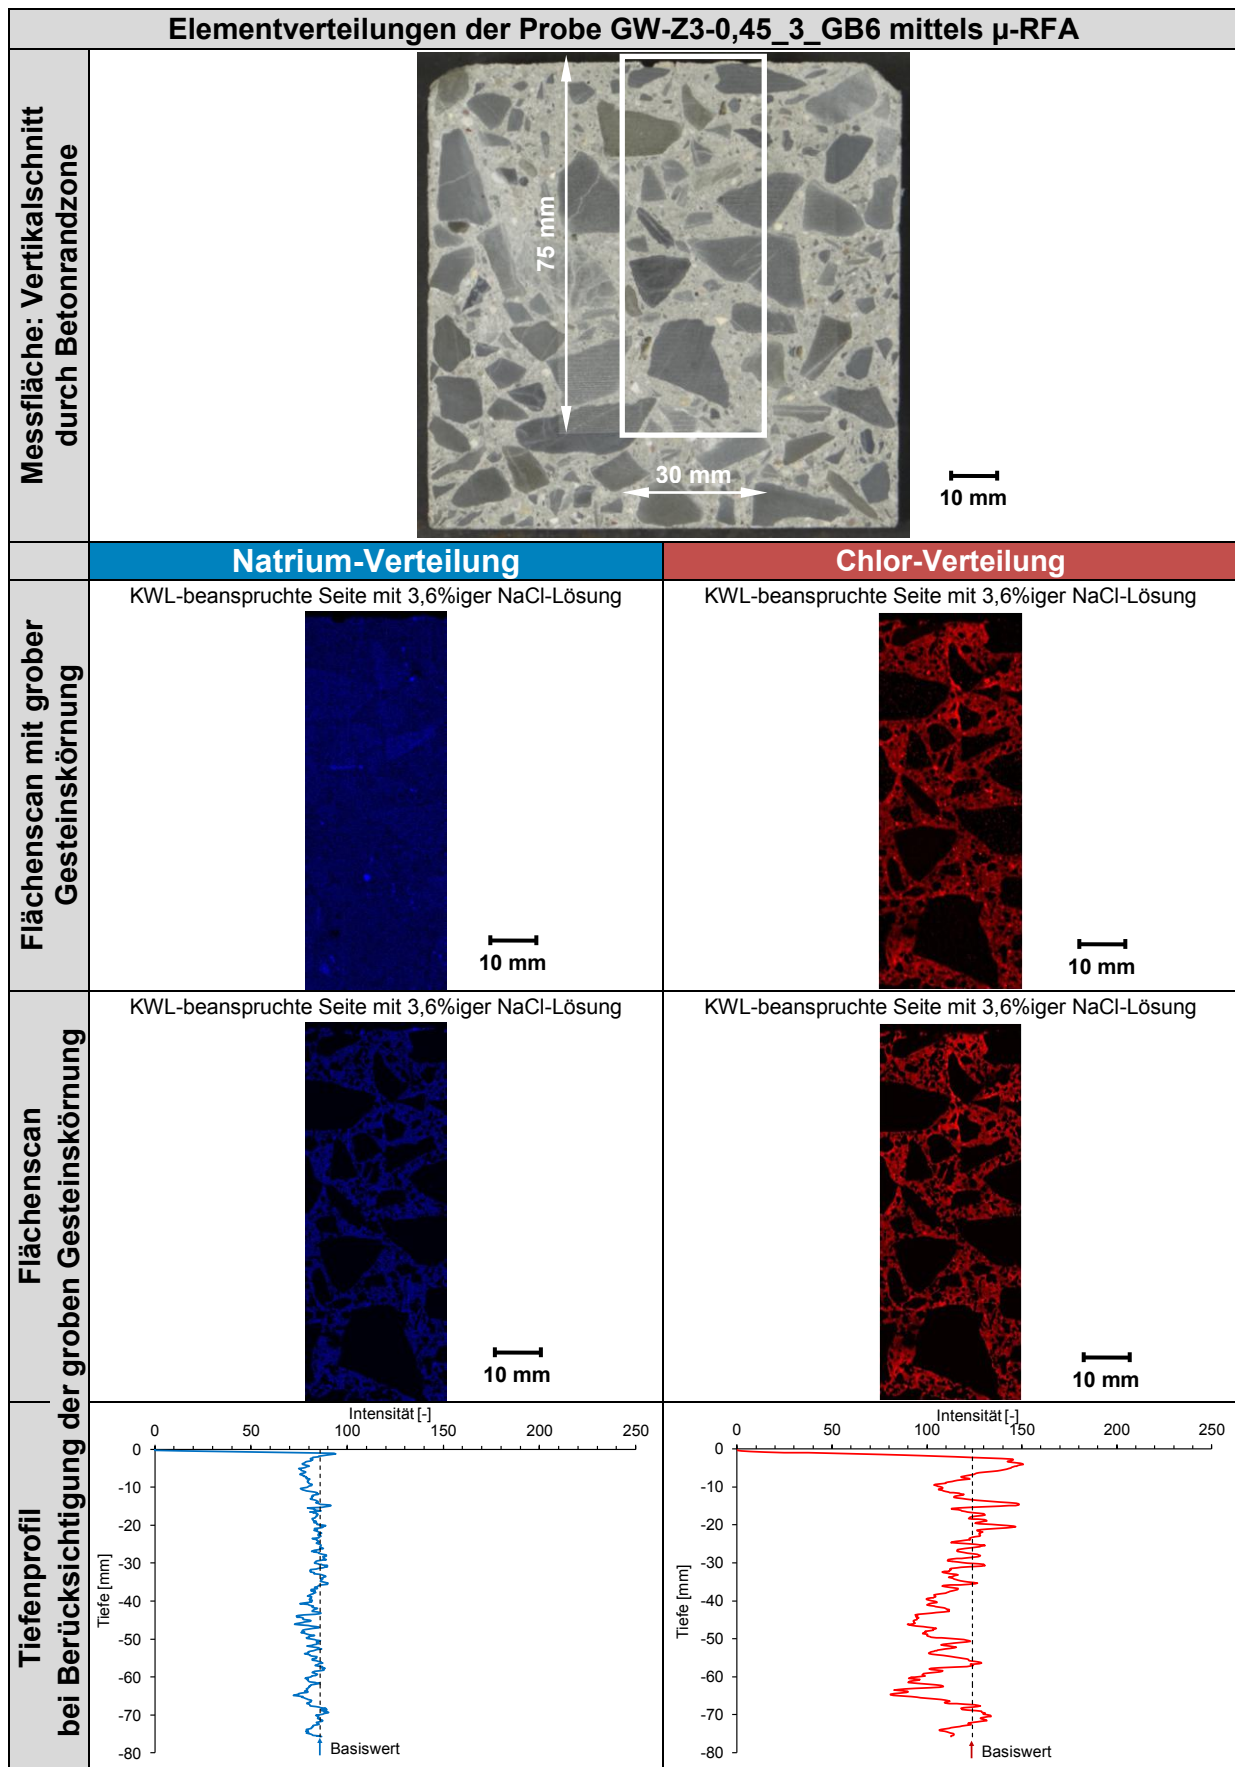 Elementverteilungen der Probe GW-Z3-0,45_3_GB6 mittels µ-RFA
Messfläche: Vertikalschnitt
durch Betonrandzone
75 mm
30 mm
10 mm
Natrium-Verteilung
Chlor-Verteilung
Flächenscan mit grober
Gesteinskörnung
KWL-beanspruchte Seite mit 3,6%iger NaCl-Lösung
10 mm
KWL-beanspruchte Seite mit 3,6%iger NaCl-Lösung
10 mm
Flächenscan
bei Berücksichtigung der groben Gesteinskörnung
KWL-beanspruchte Seite mit 3,6%iger NaCl-Lösung
10 mm
KWL-beanspruchte Seite mit 3,6%iger NaCl-Lösung
10 mm
Tiefenprofil
Intensität [-]
0 50 100 150 200 250
0
-10
-20
-30
-40
-50
-60
-70
-80
Tiefe [mm]
Basiswert
Intensität [-]
0 50 100 150 200 250
0
-10
-20
-30
-40
-50
-60
-70
-80
Tiefe [mm]
Basiswert